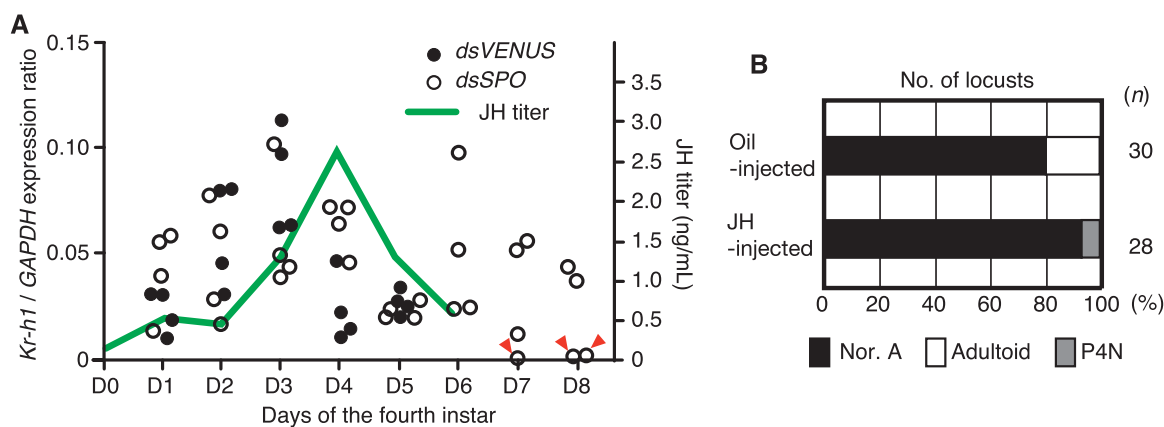 A
Kr-h1 / GAPDH expression ratio
0.15
0.10
0.05
0
dsVENUS
dsSPO
JH titer
3.5
3.0
2.5
2.0
1.5
1.0
0.5
0
JH titer (ng/mL)
D0 D1 D2 D3 D4 D5 D6 D7 D8
Days of the fourth instar
B
No. of locusts
(n)
Oil
-injected
30
JH
-injected
28
0 20 40 60 80 100 (%)
Nor. A Adultoid P4N